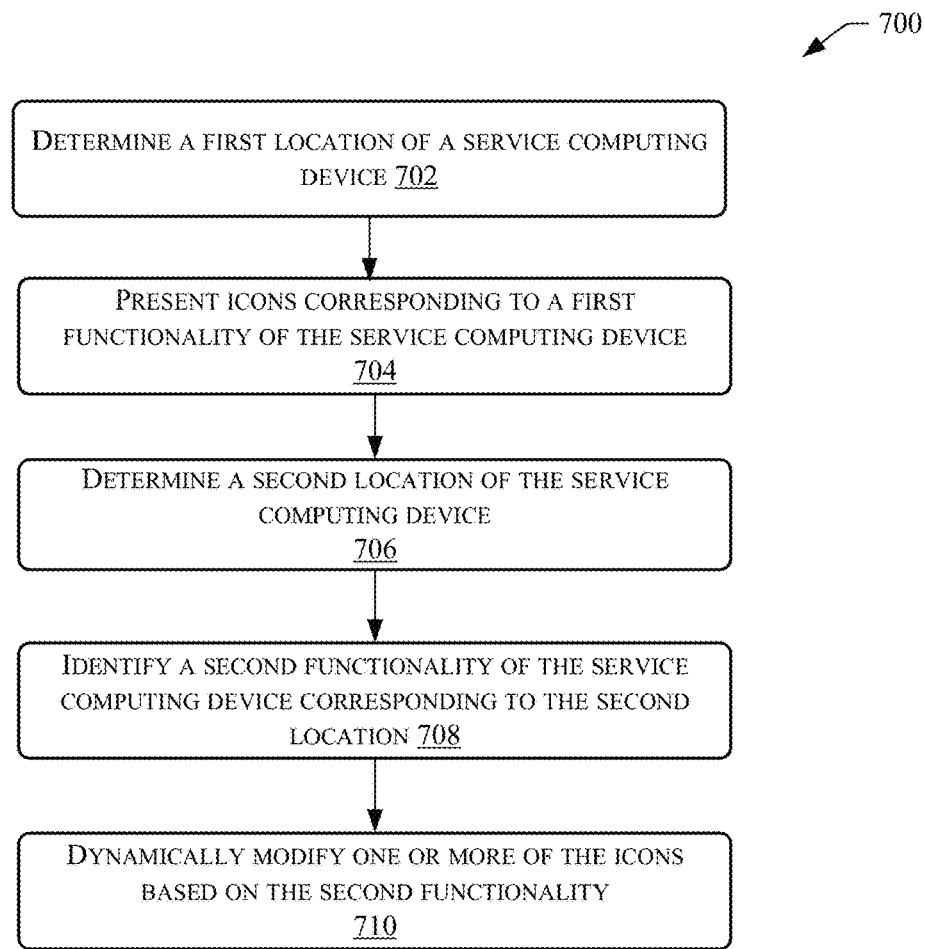 700
DETERMINE A FIRST LOCATION OF A SERVICE COMPUTING
DEVICE 702
PRESENT ICONS CORRESPONDING TO A FIRST
FUNCTIONALITY OF THE SERVICE COMPUTING DEVICE
704
DETERMINE A SECOND LOCATION OF THE SERVICE
COMPUTING DEVICE
706
IDENTIFY A SECOND FUNCTIONALITY OF THE SERVICE
COMPUTING DEVICE CORRESPONDING TO THE SECOND
LOCATION 708
DYNAMICALLY MODIFY ONE OR MORE OF THE ICONS
BASED ON THE SECOND FUNCTIONALITY
710